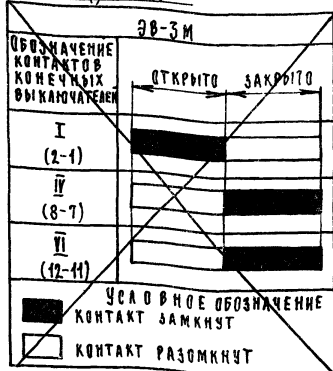 ЭВ-3М
ОБОЗНАЧЕНИЕ
КОНТАКТОВ
КОНЕЧНЫХ
ВЫКЛЮЧАТЕЛЕЙ
ОТКРЫТО
ЗАКРЫТО
I
(2-1)
IV
(8-7)
VI
(12-11)
УСЛОВНОЕ ОБОЗНАЧЕНИЕ
КОНТАКТ ЗАМКНУТ
КОНТАКТ РАЗОМКНУТ